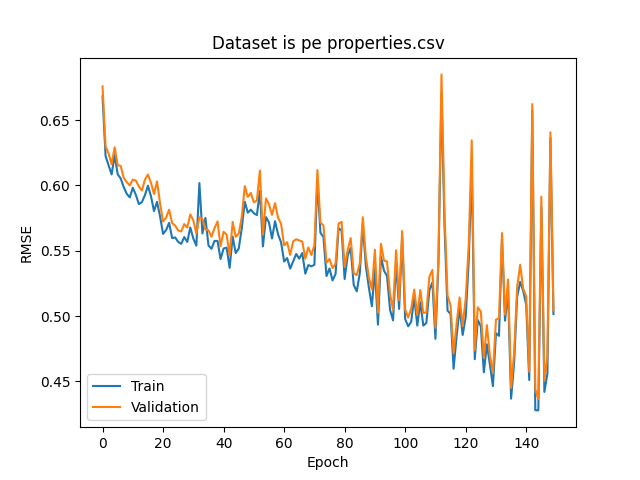 Dataset is pe properties.csv
RMSE
0.65
0.60
0.55
0.50
0.45
Train
Validation
0 20 40 60 80 100 120 140
Epoch